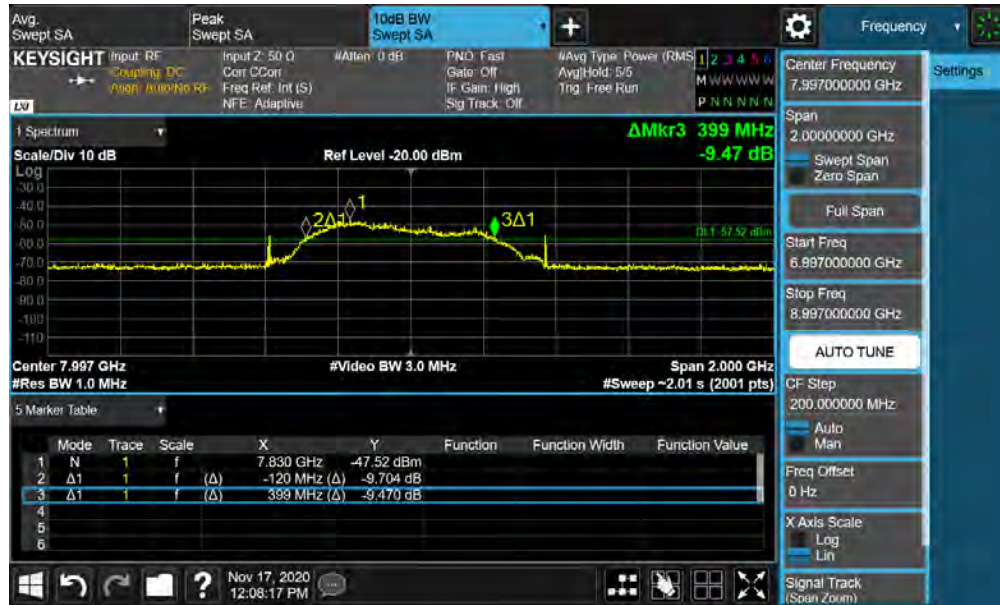 Avg.
Swept SA
Peak
Swept SA
10dB BW
Swept SA
Frequency
KEYSIGHT
Input: RF
Coupling: DC
Align: Auto/No RF
Input Z: 50 Ω
Corr CCorr
Freq Ref: Int (S)
NFE: Adaptive
#Atten: 0 dB
PNO: Fast
Gate: Off
IF Gain: High
Sig Track: Off
#Avg Type: Power (RMS
Avg|Hold: 5/5
Trig: Free Run
1 2 3 4 5 6
M W W W W W
P N N N N N
LXI
1 Spectrum
Scale/Div 10 dB
Ref Level -20.00 dBm
ΔMkr3 399 MHz
-9.47 dB
Log
-30.0
-40.0
-50.0
-60.0
-70.0
-80.0
-90.0
-100
-110
2Δ1
1
3Δ1
DL1 -57.52 dBm
Center 7.997 GHz
#Video BW 3.0 MHz
Span 2.000 GHz
#Res BW 1.0 MHz
#Sweep ~2.01 s (2001 pts)
5 Marker Table
Mode Trace Scale X Y Function Function Width Function Value
1 N 1 f 7.830 GHz -47.52 dBm
2 Δ1 1 f (Δ) -120 MHz (Δ) -9.704 dB
3 Δ1 1 f (Δ) 399 MHz (Δ) -9.470 dB
4
5
6
Nov 17, 2020
12:08:17 PM
Center Frequency
7.997000000 GHz
Settings
Span
2.00000000 GHz
Swept Span
Zero Span
Full Span
Start Freq
6.997000000 GHz
Stop Freq
8.997000000 GHz
AUTO TUNE
CF Step
200.000000 MHz
Auto
Man
Freq Offset
0 Hz
X Axis Scale
Log
Lin
Signal Track
(Span Zoom)